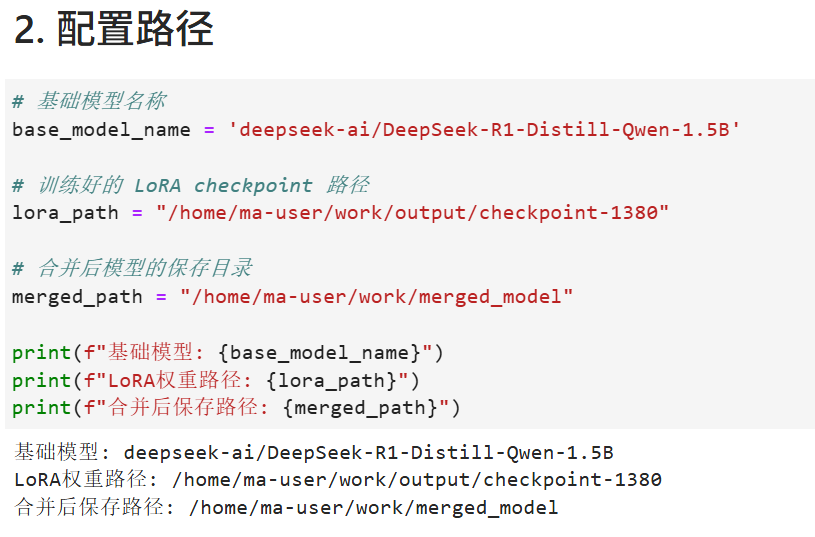 2. 配置路径
# 基础模型名称
base_model_name = 'deepseek-ai/DeepSeek-R1-Distill-Qwen-1.5B'
# 训练好的 LoRA checkpoint 路径
lora_path = "/home/ma-user/work/output/checkpoint-1380"
# 合并后模型的保存目录
merged_path = "/home/ma-user/work/merged_model"
print(f"基础模型: {base_model_name}")
print(f"LoRA权重路径: {lora_path}")
print(f"合并后保存路径: {merged_path}")
基础模型: deepseek-ai/DeepSeek-R1-Distill-Qwen-1.5B
LoRA权重路径: /home/ma-user/work/output/checkpoint-1380
合并后保存路径: /home/ma-user/work/merged_model